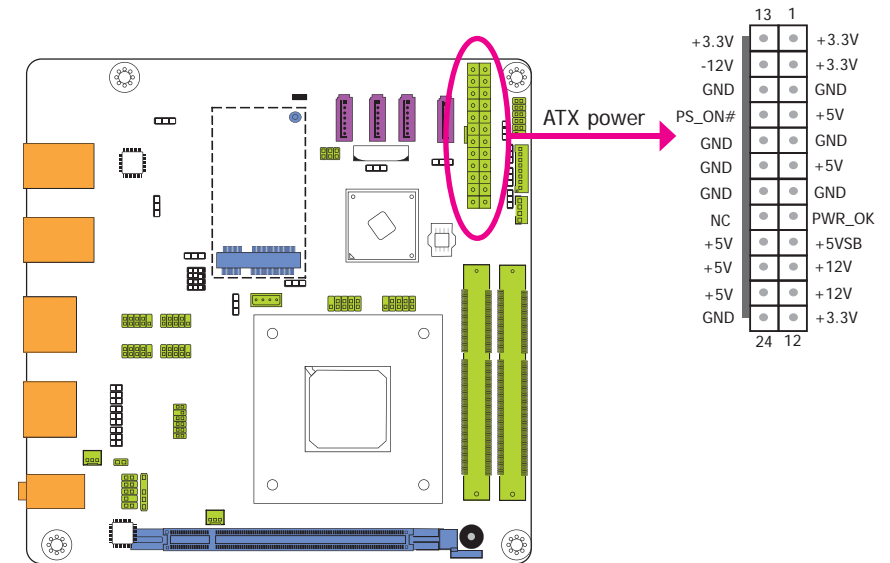 13 1
+3.3V +3.3V
-12V +3.3V
GND GND
PS_ON# +5V
GND GND
GND +5V
GND GND
NC PWR_OK
+5V +5VSB
+5V +12V
+5V +12V
GND +3.3V
24 12
ATX power